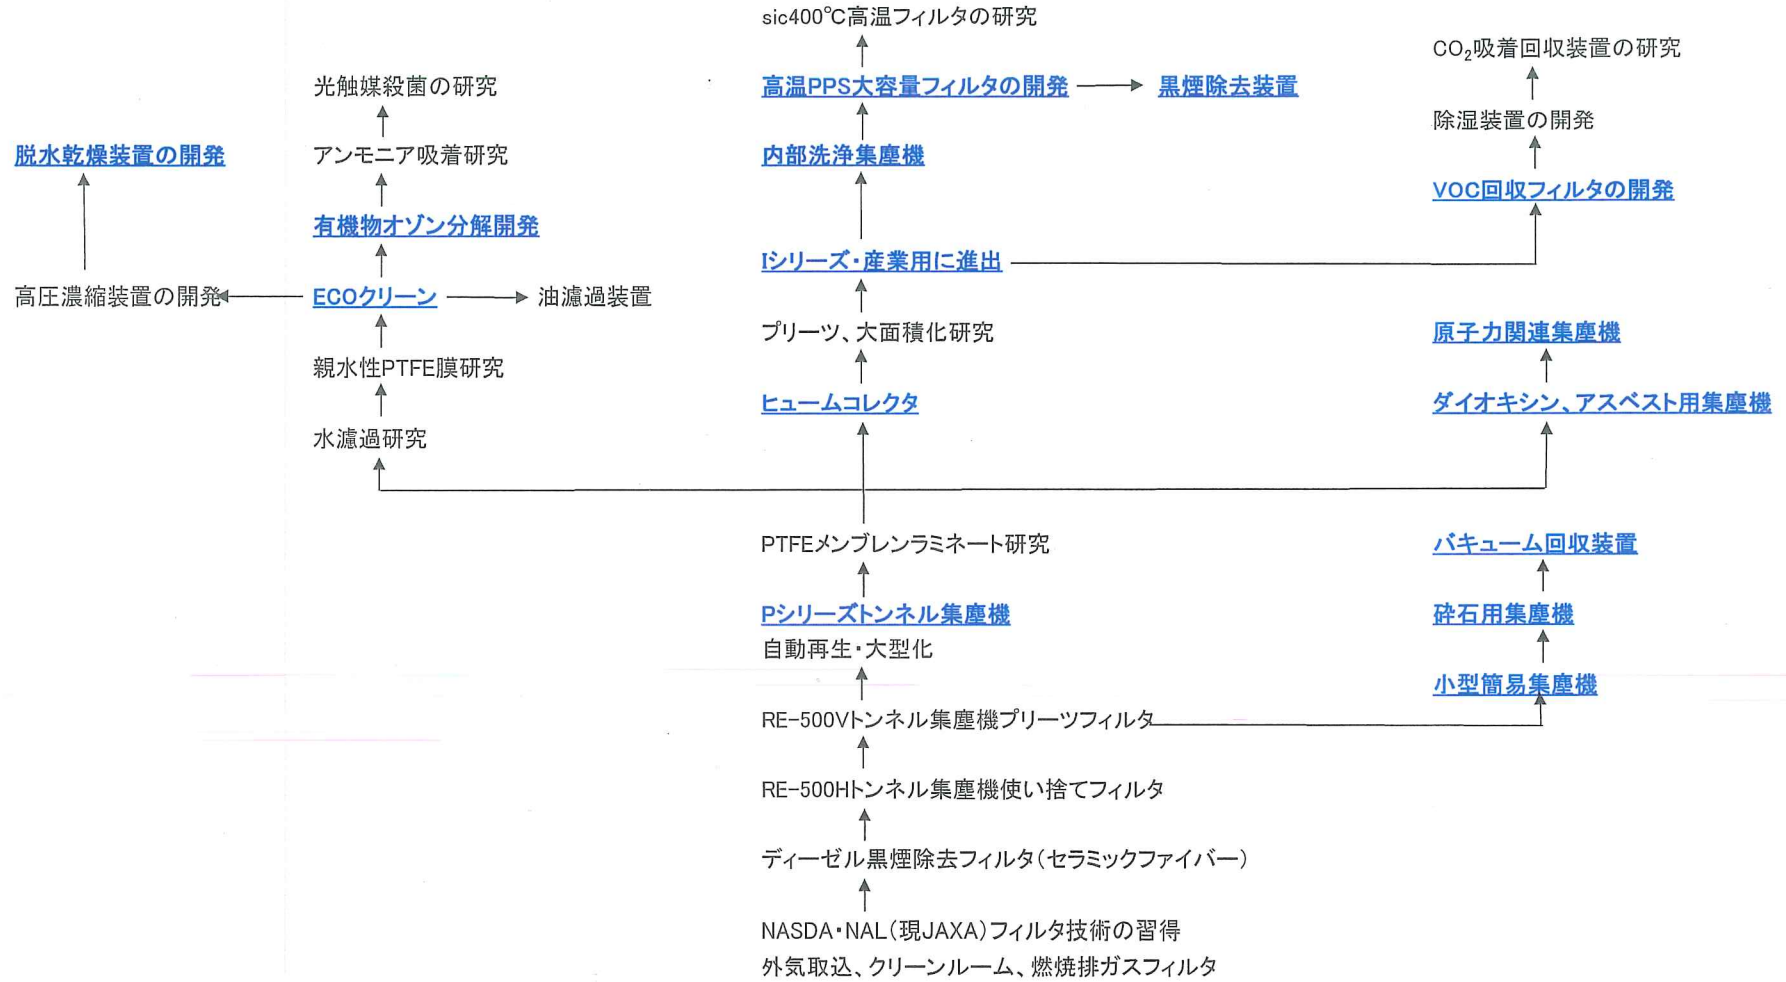 sic400℃高温フィルタの研究
CO₂吸着回収装置の研究
光触媒殺菌の研究
高温PPS大容量フィルタの開発
黒煙除去装置
除湿装置の開発
脱水乾燥装置の開発
アンモニア吸着研究
内部洗浄集塵機
VOC回収フィルタの開発
有機物オゾン分解開発
Iシリーズ・産業用に進出
高圧濃縮装置の開発
ECOクリーン
油濾過装置
プリーツ、大面積化研究
原子力関連集塵機
親水性PTFE膜研究
ヒュームコレクタ
ダイオキシン、アスベスト用集塵機
水濾過研究
PTFEメンブレンラミネート研究
バキューム回収装置
Pシリーズトンネル集塵機
自動再生・大型化
砕石用集塵機
小型簡易集塵機
RE-500Vトンネル集塵機プリーツフィルタ
RE-500Hトンネル集塵機使い捨てフィルタ
ディーゼル黒煙除去フィルタ(セラミックファイバー)
NASDA・NAL(現JAXA)フィルタ技術の習得
外気取込、クリーンルーム、燃焼排ガスフィルタ